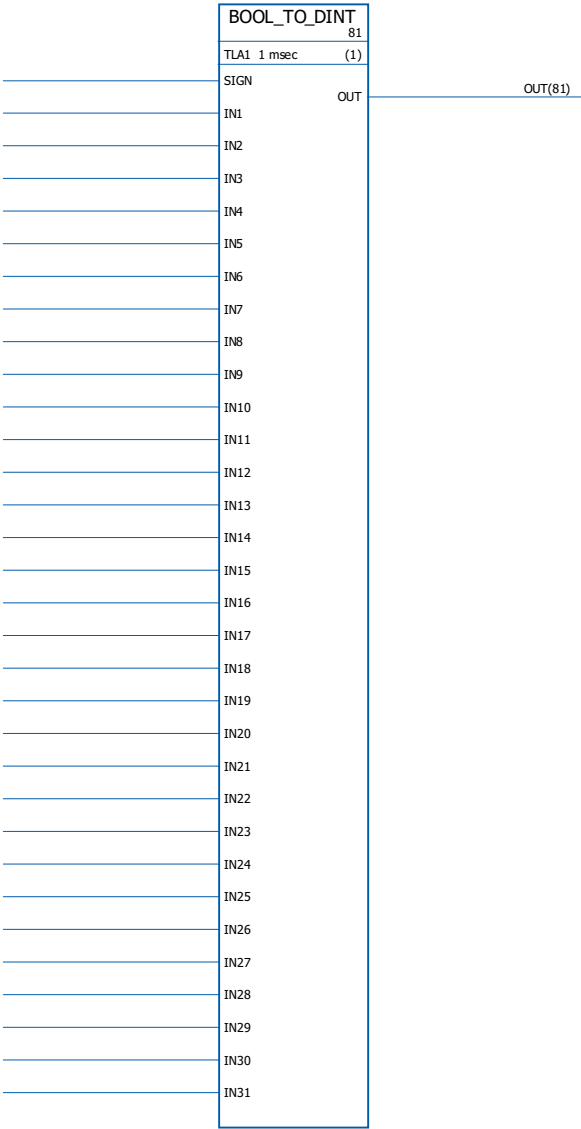 BOOL_TO_DINT
81
TLA1 1 msec (1)
SIGN
OUT
OUT(81)
IN1
IN2
IN3
IN4
IN5
IN6
IN7
IN8
IN9
IN10
IN11
IN12
IN13
IN14
IN15
IN16
IN17
IN18
IN19
IN20
IN21
IN22
IN23
IN24
IN25
IN26
IN27
IN28
IN29
IN30
IN31